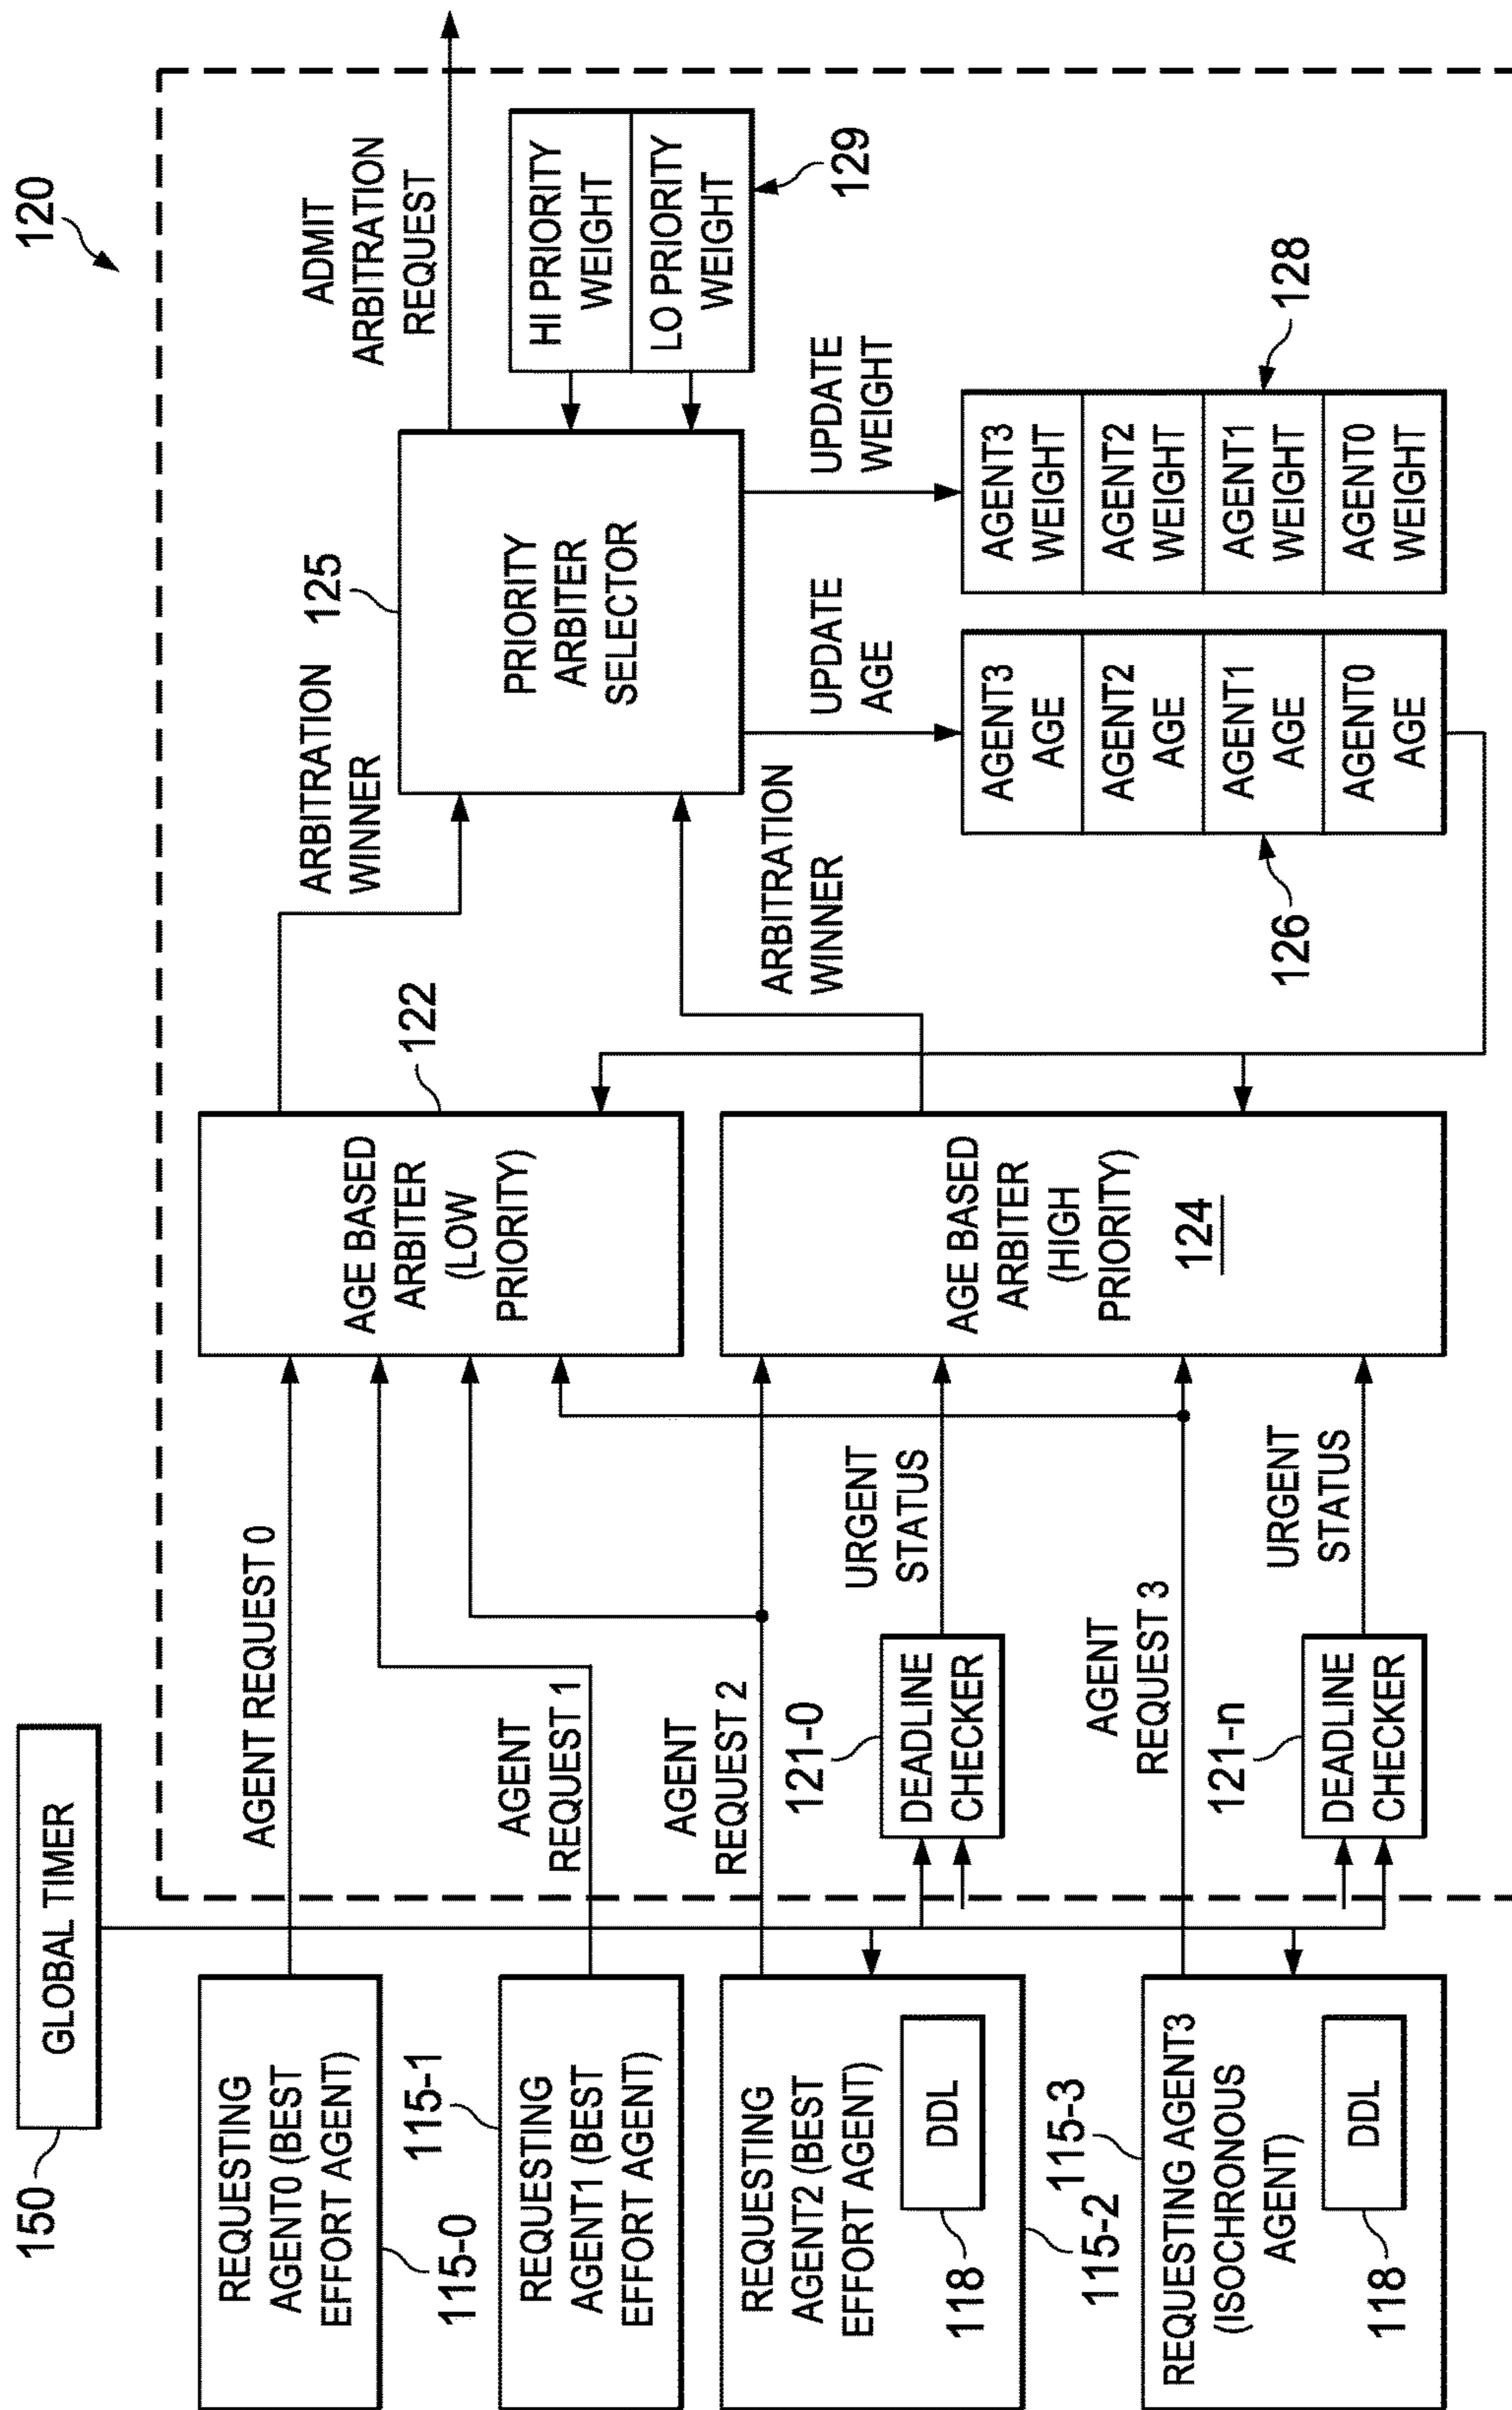 120
150
GLOBAL TIMER
REQUESTING
AGENT0 (BEST
EFFORT AGENT)
115-0
REQUESTING
AGENT1 (BEST
EFFORT AGENT)
115-1
REQUESTING
AGENT2 (BEST
EFFORT AGENT)
DDL
118
115-2
115-3
REQUESTING AGENT3
(ISOCHRONOUS
AGENT)
DDL
118
AGENT REQUEST 0
AGENT
REQUEST 1
AGENT
REQUEST 2
121-0
DEADLINE
CHECKER
URGENT
STATUS
AGENT
REQUEST 3
121-n
DEADLINE
CHECKER
URGENT
STATUS
AGE BASED
ARBITER
(LOW
PRIORITY)
122
AGE BASED
ARBITER
(HIGH
PRIORITY)
124
ARBITRATION
WINNER
ARBITRATION
WINNER
125
PRIORITY
ARBITER
SELECTOR
ADMIT
ARBITRATION
REQUEST
HI PRIORITY
WEIGHT
LO PRIORITY
WEIGHT
129
UPDATE
AGE
UPDATE
WEIGHT
AGENT3
AGE
AGENT2
AGE
AGENT1
AGE
AGENT0
AGE
126
AGENT3
WEIGHT
AGENT2
WEIGHT
AGENT1
WEIGHT
AGENT0
WEIGHT
128